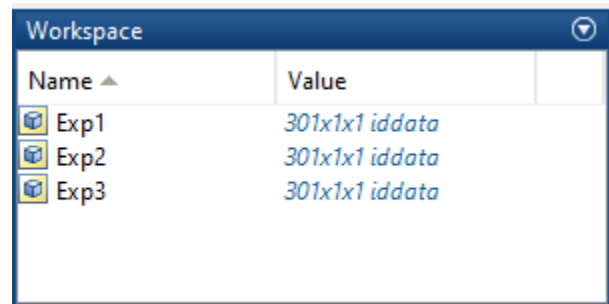 Workspace
Name Value
Exp1 301x1x1 iddata
Exp2 301x1x1 iddata
Exp3 301x1x1 iddata